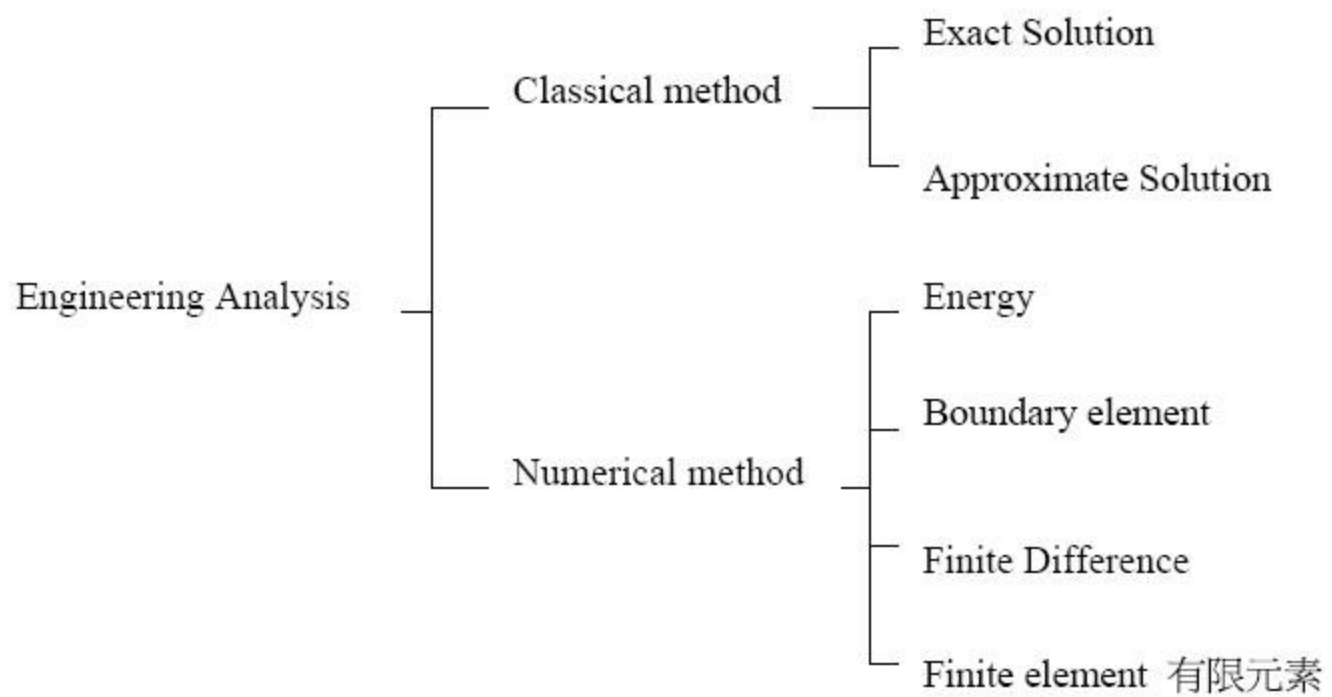 Engineering Analysis
Classical method
Exact Solution
Approximate Solution
Numerical method
Energy
Boundary element
Finite Difference
Finite element 有限元素